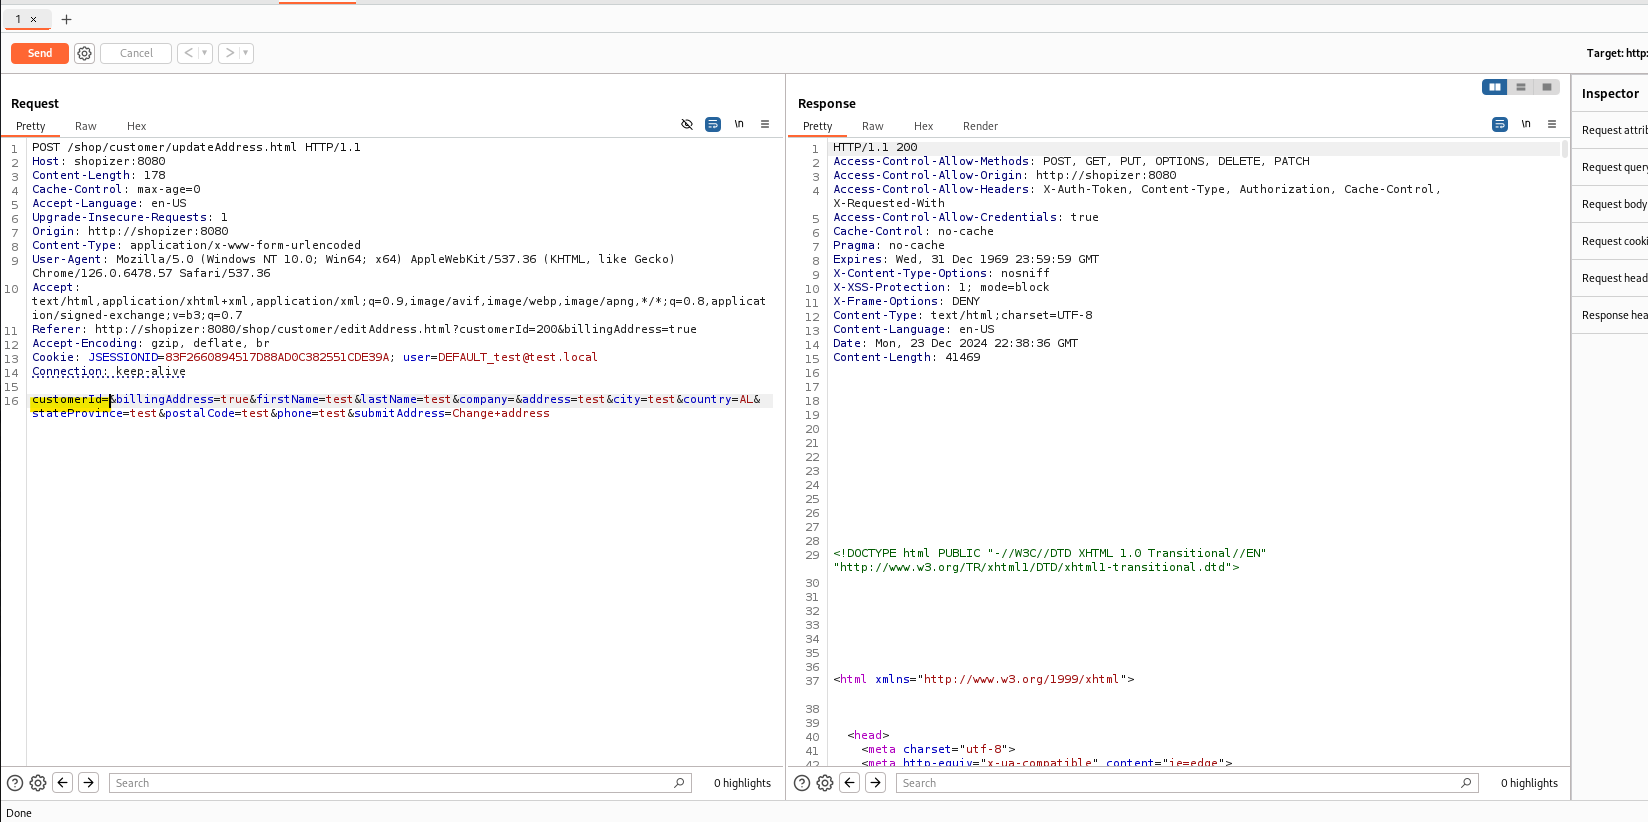 1 ×
+
Send
Cancel
Target: http:
Request
Pretty Raw Hex
\n
1 POST /shop/customer/updateAddress.html HTTP/1.1
2 Host: shopizer:8080
3 Content-Length: 178
4 Cache-Control: max-age=0
5 Accept-Language: en-US
6 Upgrade-Insecure-Requests: 1
7 Origin: http://shopizer:8080
8 Content-Type: application/x-www-form-urlencoded
9 User-Agent: Mozilla/5.0 (Windows NT 10.0; Win64; x64) AppleWebKit/537.36 (KHTML, like Gecko)
Chrome/126.0.6478.57 Safari/537.36
10 Accept:
text/html,application/xhtml+xml,application/xml;q=0.9,image/avif,image/webp,image/apng,*/*;q=0.8,applicat
ion/signed-exchange;v=b3;q=0.7
11 Referer: http://shopizer:8080/shop/customer/editAddress.html?customerId=200&billingAddress=true
12 Accept-Encoding: gzip, deflate, br
13 Cookie: JSESSIONID=83F2660894517D88AD0C382551CDE39A; user=DEFAULT_test@test.local
14 Connection: keep-alive
15
16 customerId=&billingAddress=true&firstName=test&lastName=test&company=&address=test&city=test&country=AL&
stateProvince=test&postalCode=test&phone=test&submitAddress=Change+address
Search
0 highlights
Response
Pretty Raw Hex Render
\n
1 HTTP/1.1 200
2 Access-Control-Allow-Methods: POST, GET, PUT, OPTIONS, DELETE, PATCH
3 Access-Control-Allow-Origin: http://shopizer:8080
4 Access-Control-Allow-Headers: X-Auth-Token, Content-Type, Authorization, Cache-Control,
X-Requested-With
5 Access-Control-Allow-Credentials: true
6 Cache-Control: no-cache
7 Pragma: no-cache
8 Expires: Wed, 31 Dec 1969 23:59:59 GMT
9 X-Content-Type-Options: nosniff
10 X-XSS-Protection: 1; mode=block
11 X-Frame-Options: DENY
12 Content-Type: text/html;charset=UTF-8
13 Content-Language: en-US
14 Date: Mon, 23 Dec 2024 22:38:36 GMT
15 Content-Length: 41469
16
17
18
19
20
21
22
23
24
25
26
27
28
29 <!DOCTYPE html PUBLIC "-//W3C//DTD XHTML 1.0 Transitional//EN"
"http://www.w3.org/TR/xhtml1/DTD/xhtml1-transitional.dtd">
30
31
32
33
34
35
36
37 <html xmlns="http://www.w3.org/1999/xhtml">
38
39
40 <head>
41 <meta charset="utf-8">
42 <meta http-equiv="x-ua-compatible" content="ie=edge">
Search
0 highlights
Inspector
Request attrib
Request query
Request body
Request cooki
Request head
Response hea
Done